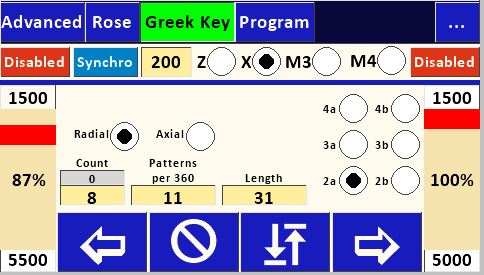 Advanced Rose Greek Key Program ...
Disabled Synchro 200 Z X M3 M4 Disabled
1500 1500
4a 4b
Radial Axial
3a 3b
Count Patterns per 360 Length
0
87% 2a 2b 100%
8 11 31
5500 5000